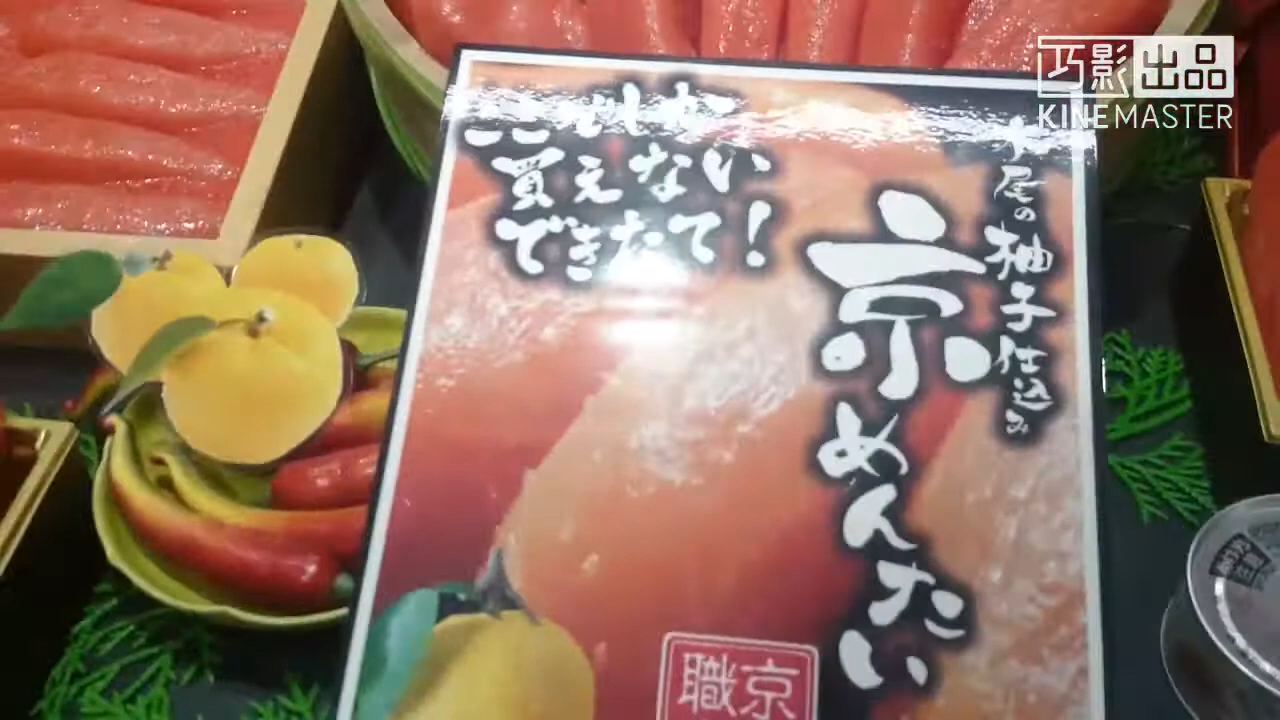 巧影出品
KINEMASTER
ここでしか
買えない
できたて！
水尾の柚子仕込み
京めんたい
京職